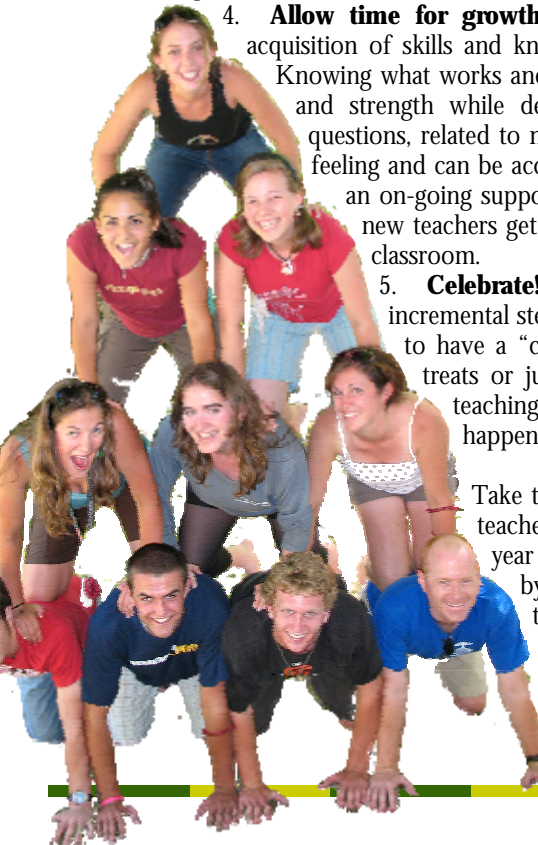 4. Allow time for growth
acquisition of skills and kn
Knowing what works and
and strength while de
questions, related to n
feeling and can be acc
an on-going suppo
new teachers get
classroom.
5. Celebrate!
incremental ste
to have a “c
treats or ju
teaching
happen
Take t
teache
year
by
t